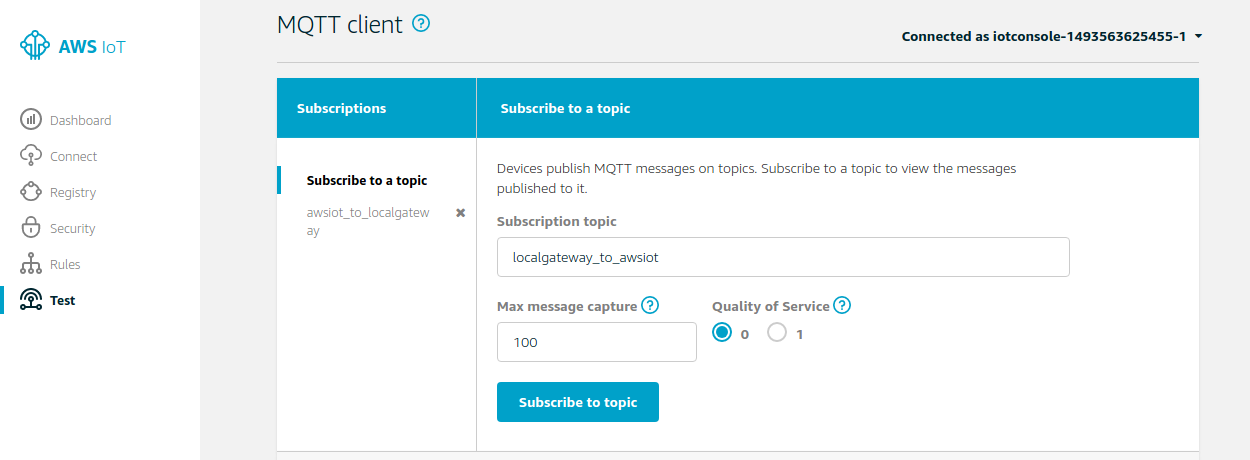 MQTT client ?
Connected as iotconsole-1493563625455-1
AWS IoT
Dashboard
Connect
Registry
Security
Rules
Test
Subscriptions
Subscribe to a topic
awsiot_to_localgatew
ay
Subscribe to a topic
Devices publish MQTT messages on topics. Subscribe to a topic to view the messages
published to it.
Subscription topic
localgateway_to_awsiot
Max message capture ?
100
Quality of Service ?
0 1
Subscribe to topic